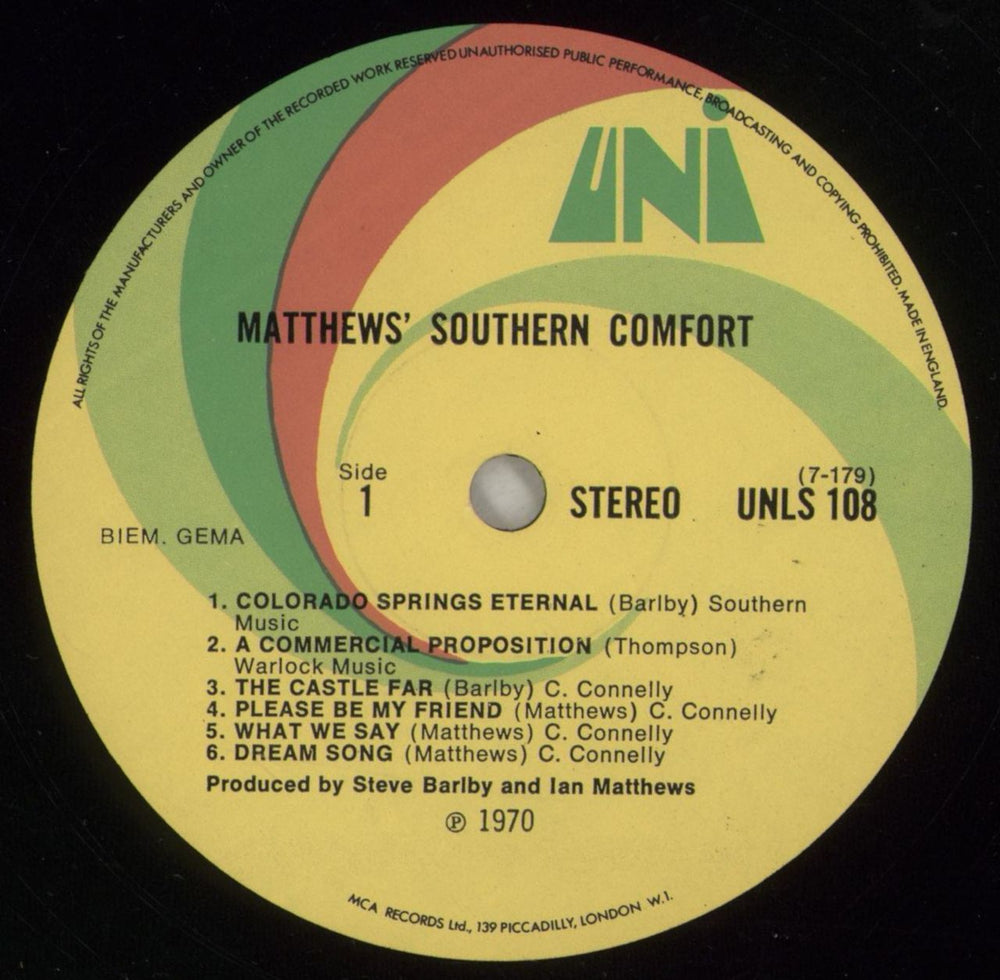 ALL RIGHTS OF THE MANUFACTURERS AND OWNER OF THE RECORDED WORK RESERVED UNAUTHORISED PUBLIC PERFORMANCE, BROADCASTING AND COPYING PROHIBITED. MADE IN ENGLAND.
UNi
MATTHEWS' SOUTHERN COMFORT
Side
1
STEREO
(7-179)
UNLS 108
BIEM. GEMA
1. COLORADO SPRINGS ETERNAL (Barlby) Southern
Music
2. A COMMERCIAL PROPOSITION (Thompson)
Warlock Music
3. THE CASTLE FAR (Barlby) C. Connelly
4. PLEASE BE MY FRIEND (Matthews) C. Connelly
5. WHAT WE SAY (Matthews) C. Connelly
6. DREAM SONG (Matthews) C. Connelly
Produced by Steve Barlby and Ian Matthews
℗ 1970
MCA RECORDS Ltd., 139 PICCADILLY, LONDON W.1.